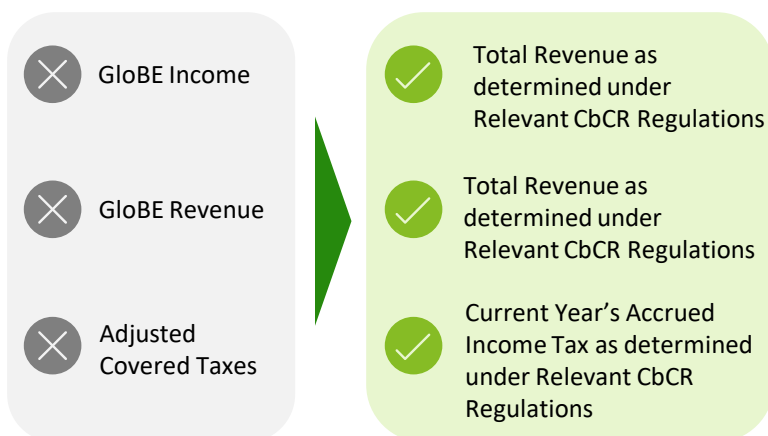 GloBE Income
Total Revenue as
determined under
Relevant CbCR Regulations
GloBE Revenue
Total Revenue as
determined under
Relevant CbCR Regulations
Adjusted
Covered Taxes
Current Year’s Accrued
Income Tax as determined
under Relevant CbCR
Regulations